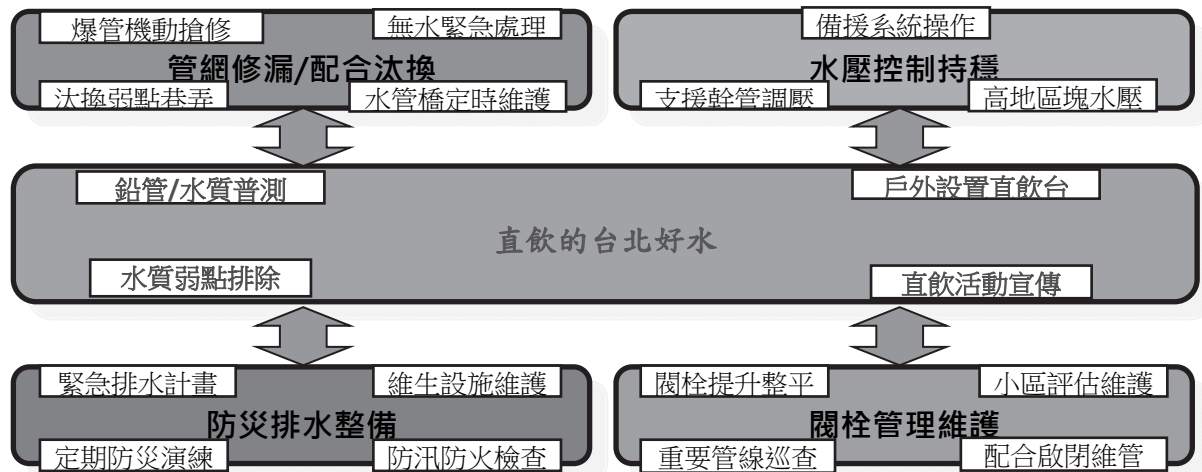 爆管機動搶修
無水緊急處理
管網修漏/配合汰換
汰換弱點巷弄
水管橋定時維護
備援系統操作
水壓控制持穩
支援幹管調壓
高地區塊水壓
鉛管/水質普測
戶外設置直飲台
直飲的台北好水
水質弱點排除
直飲活動宣傳
緊急排水計畫
維生設施維護
防災排水整備
定期防災演練
防汛防火檢查
閥栓提升整平
小區評估維護
閥栓管理維護
重要管線巡查
配合啟閉維管